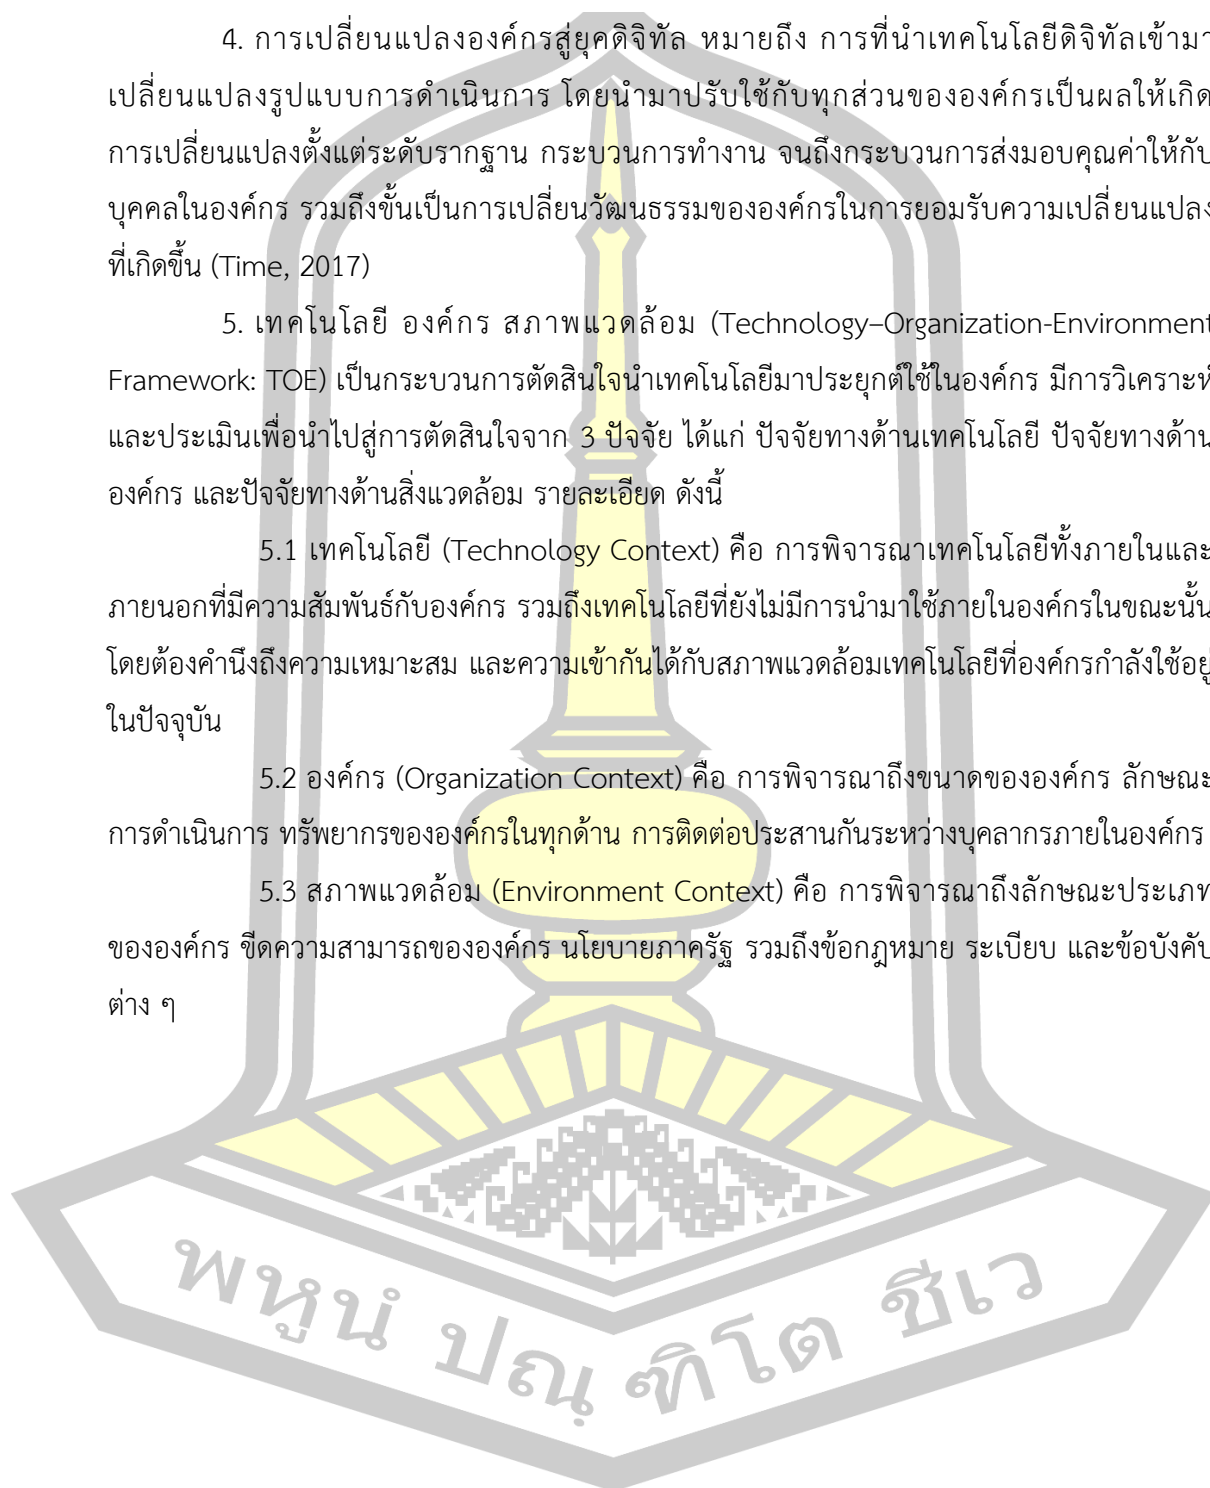 4. การเปลี่ยนแปลงองค์กรสู่ยุคดิจิทัล หมายถึง การที่นำเทคโนโลยีดิจิทัลเข้ามา
เปลี่ยนแปลงรูปแบบการดำเนินการ โดยนำมาปรับใช้กับทุกส่วนขององค์กรเป็นผลให้เกิด
การเปลี่ยนแปลงตั้งแต่ระดับรากฐาน กระบวนการทำงาน จนถึงกระบวนการส่งมอบคุณค่าให้กับ
บุคคลในองค์กร รวมถึงขั้นเป็นการเปลี่ยนวัฒนธรรมขององค์กรในการยอมรับความเปลี่ยนแปลง
ที่เกิดขึ้น (Time, 2017)
5. เทคโนโลยี องค์กร สภาพแวดล้อม (Technology–Organization-Environment
Framework: TOE) เป็นกระบวนการตัดสินใจนำเทคโนโลยีมาประยุกต์ใช้ในองค์กร มีการวิเคราะห์
และประเมินเพื่อนำไปสู่การตัดสินใจจาก 3 ปัจจัย ได้แก่ ปัจจัยทางด้านเทคโนโลยี ปัจจัยทางด้าน
องค์กร และปัจจัยทางด้านสิ่งแวดล้อม รายละเอียด ดังนี้
5.1 เทคโนโลยี (Technology Context) คือ การพิจารณาเทคโนโลยีทั้งภายในและ
ภายนอกที่มีความสัมพันธ์กับองค์กร รวมถึงเทคโนโลยีที่ยังไม่มีการนำมาใช้ภายในองค์กรในขณะนั้น
โดยต้องคำนึงถึงความเหมาะสม และความเข้ากันได้กับสภาพแวดล้อมเทคโนโลยีที่องค์กรกำลังใช้อยู่
ในปัจจุบัน
5.2 องค์กร (Organization Context) คือ การพิจารณาถึงขนาดขององค์กร ลักษณะ
การดำเนินการ ทรัพยากรขององค์กรในทุกด้าน การติดต่อประสานกันระหว่างบุคลากรภายในองค์กร
5.3 สภาพแวดล้อม (Environment Context) คือ การพิจารณาถึงลักษณะประเภท
ขององค์กร ขีดความสามารถขององค์กร นโยบายภาครัฐ รวมถึงข้อกฎหมาย ระเบียบ และข้อบังคับ
ต่าง ๆ
พหูนํ ปณฺฑิโต ชีเว